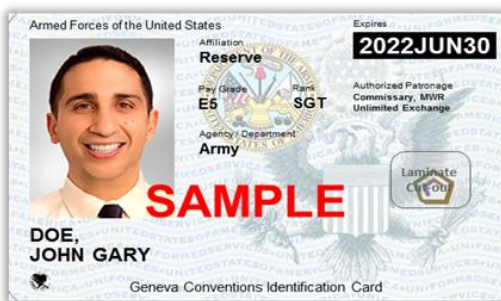 Armed Forces of the United States
Expires
2022JUN30
Affiliation
Reserve
Pay Grade Rank
E5 SGT
Authorized Patronage
Commissary, MWR
Unlimited Exchange
Agency/Department
Army
Laminate
Cut-out
SAMPLE
DOE,
JOHN GARY
Geneva Conventions Identification Card